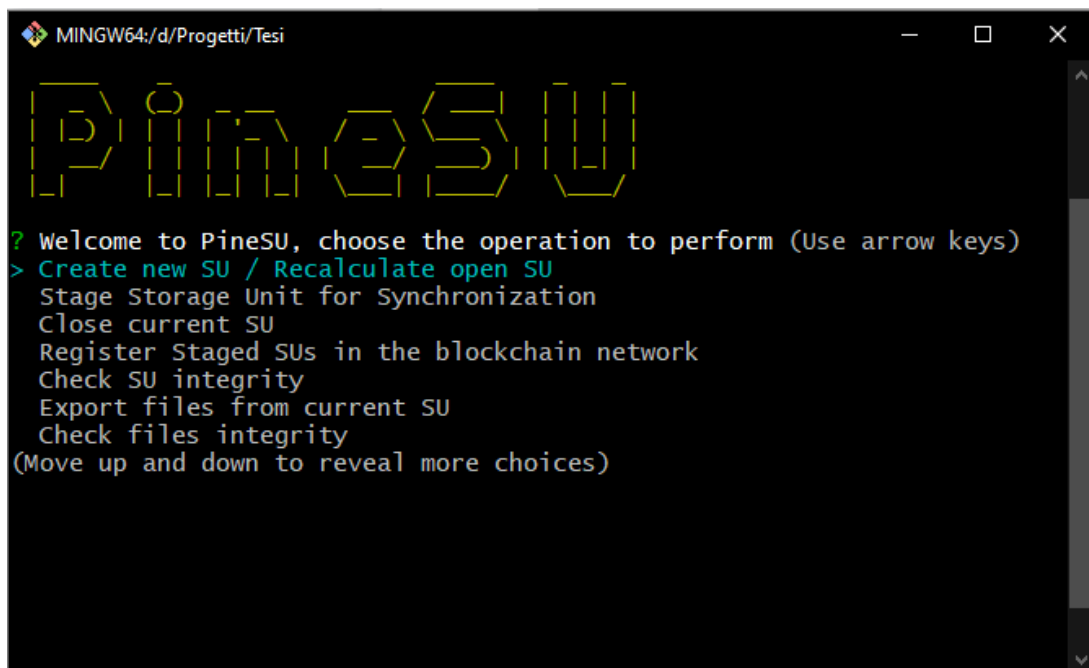 MINGW64:/d/Progetti/Tesi
PineSU
? Welcome to PineSU, choose the operation to perform (Use arrow keys)
> Create new SU / Recalculate open SU
Stage Storage Unit for Synchronization
Close current SU
Register Staged SUs in the blockchain network
Check SU integrity
Export files from current SU
Check files integrity
(Move up and down to reveal more choices)